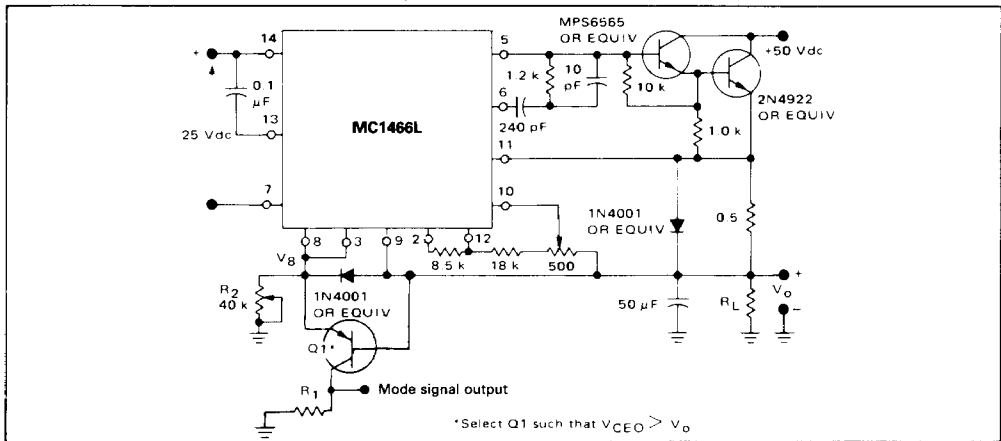 MPS6565
OR EQUIV
+50 Vdc
+
14
5
0.1
µF
1.2 k
10
pF
10 k
6
240 pF
2N4922
OR EQUIV
13
MC1466L
25 Vdc
1.0 k
11
7
10
1N4001
OR EQUIV
0.5
8
3
9
2
12
V8
8.5 k
18 k
500
R2
40 k
1N4001
OR EQUIV
50 µF
RL
+
Vo
−
Q1*
R1
Mode signal output
*Select Q1 such that VCEO > Vo